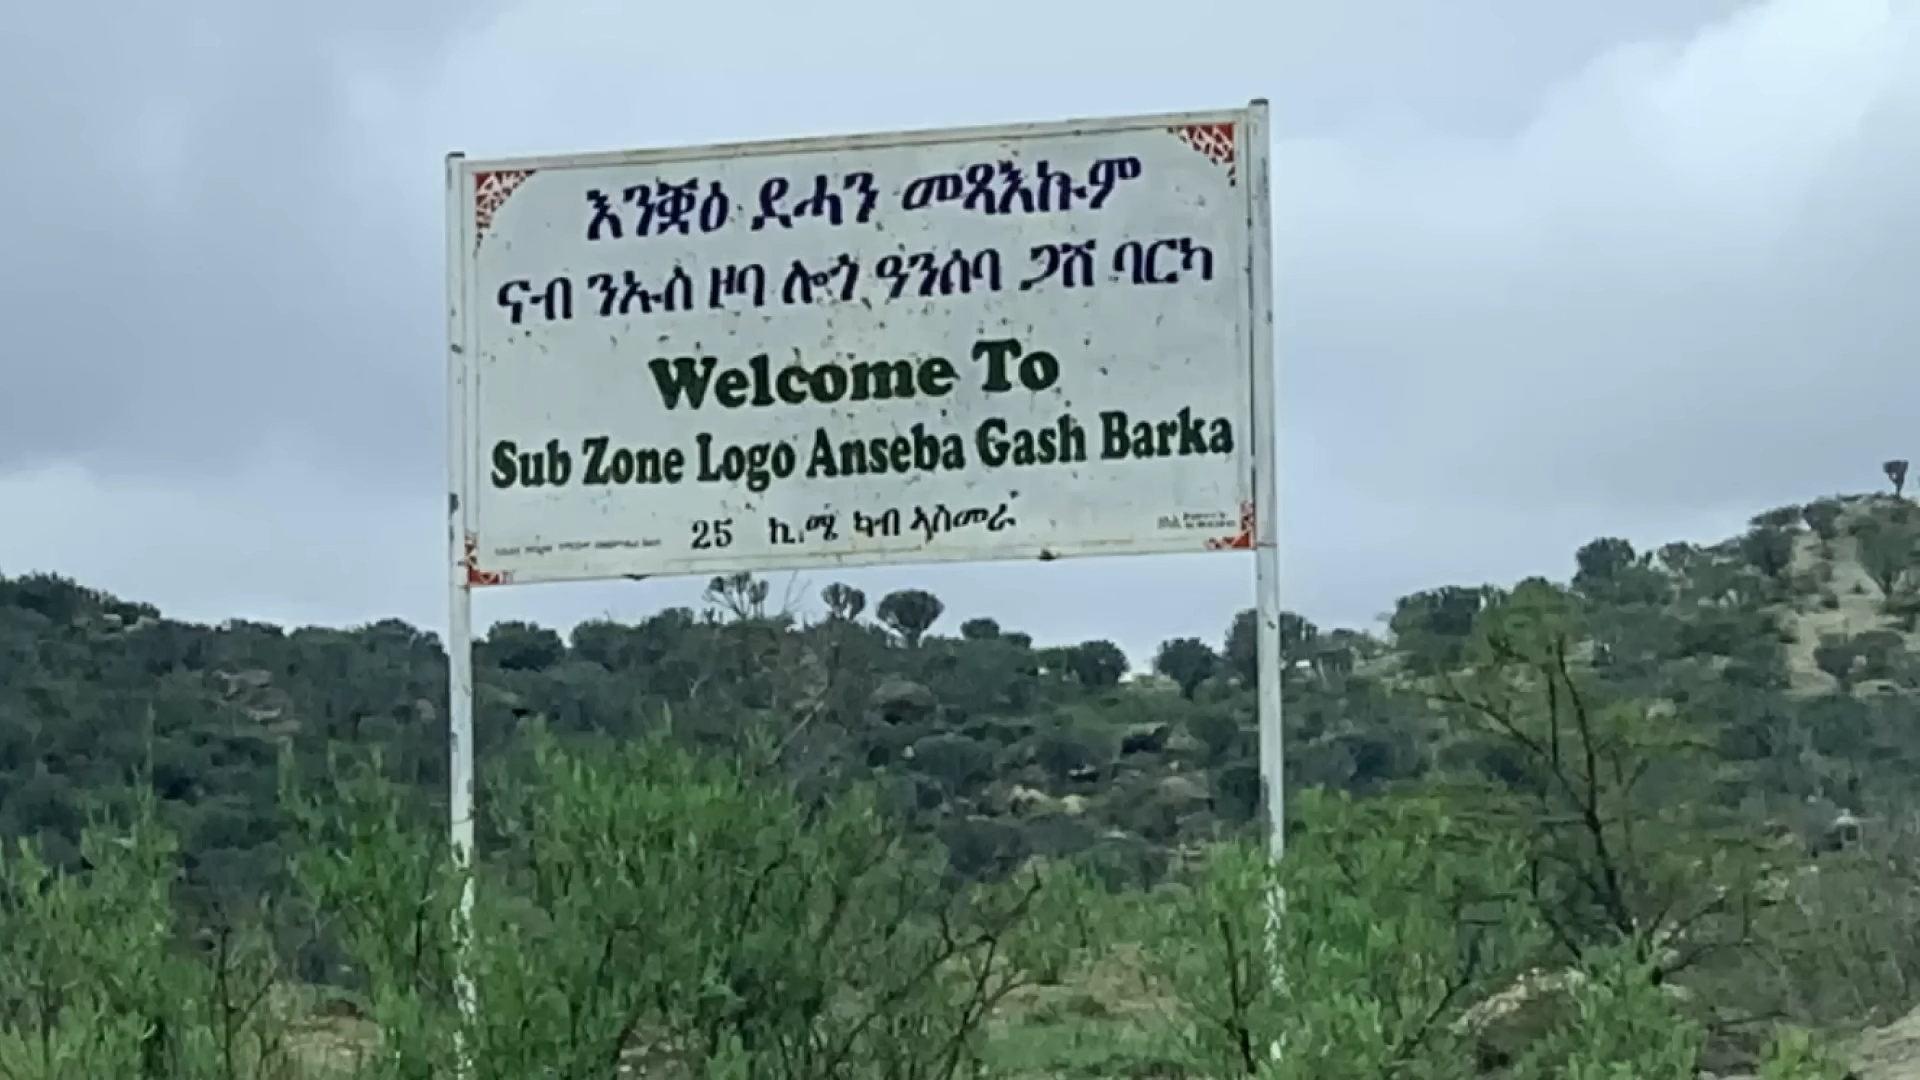 እንቋዕ ደሓን መጻእኩም
ናብ ንኡስ ዞባ ሎጎ ዓንሰባ ጋሽ ባርካ
Welcome To
Sub Zone Logo Anseba Gash Barka
25 ኪ.ሜ ካብ ኣስመራ